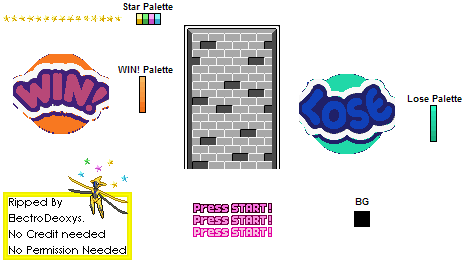 Star Palette
WIN!
WIN! Palette
Lose
Lose Palette
Ripped By
ElectroDeoxys.
No Credit needed
No Permission Needed
Press START!
Press START!
Press START!
BG